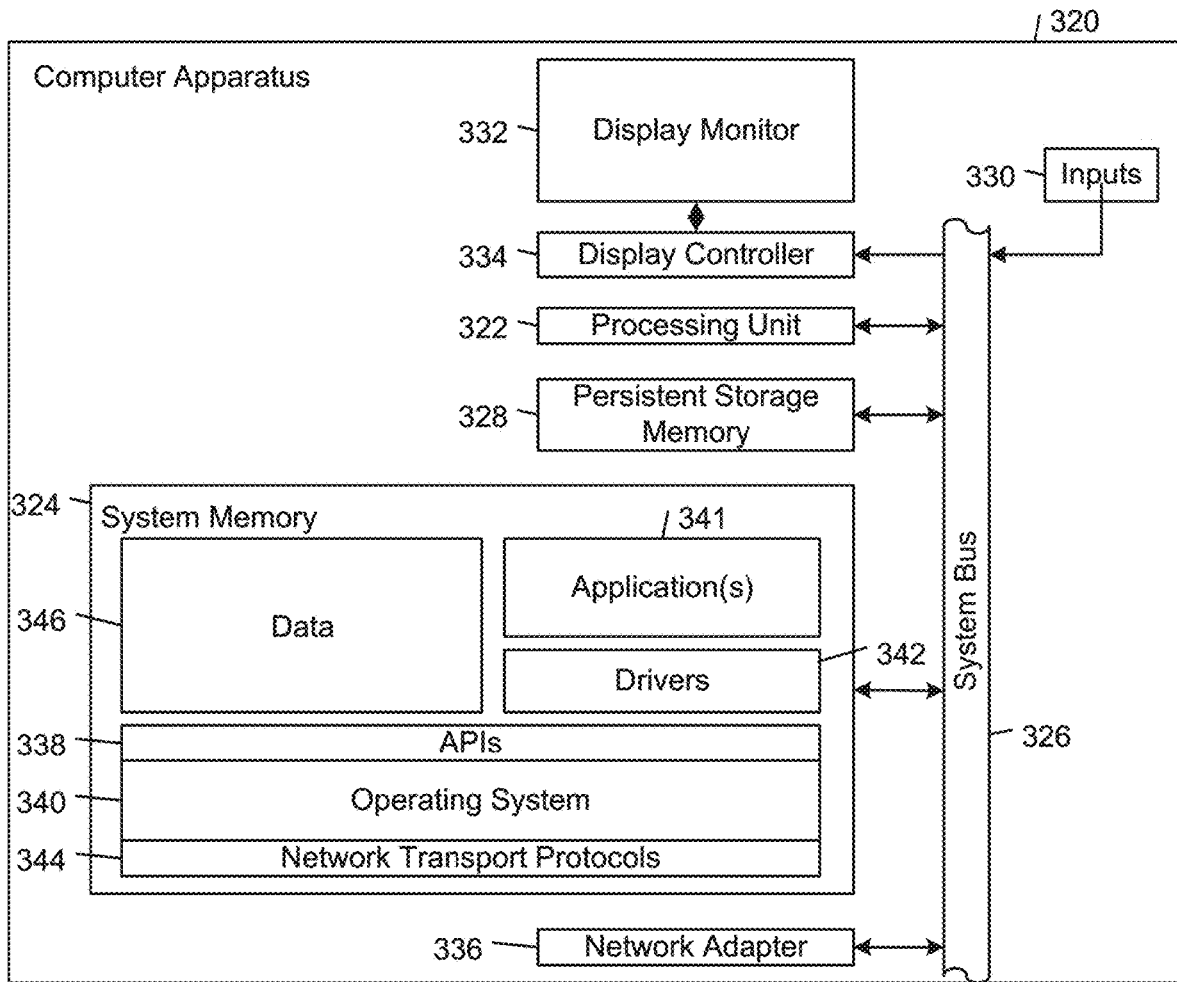 320
Computer Apparatus
332
Display Monitor
330
Inputs
334
Display Controller
322
Processing Unit
328
Persistent Storage
Memory
324
System Memory
341
346
Data
Application(s)
342
Drivers
System Bus
326
338
APIs
340
Operating System
344
Network Transport Protocols
336
Network Adapter